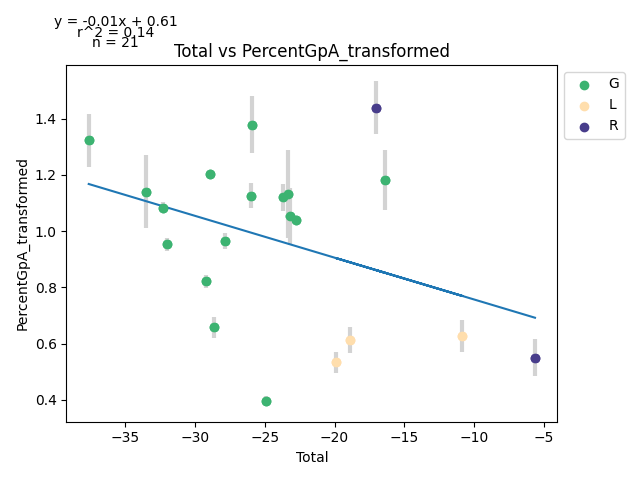 y = -0.01x + 0.61
r^2 = 0.14
n = 21
Total vs PercentGpA_transformed
G
L
R
1.4
1.2
1.0
0.8
0.6
0.4
PercentGpA_transformed
−35
−30
−25
−20
−15
−10
−5
Total